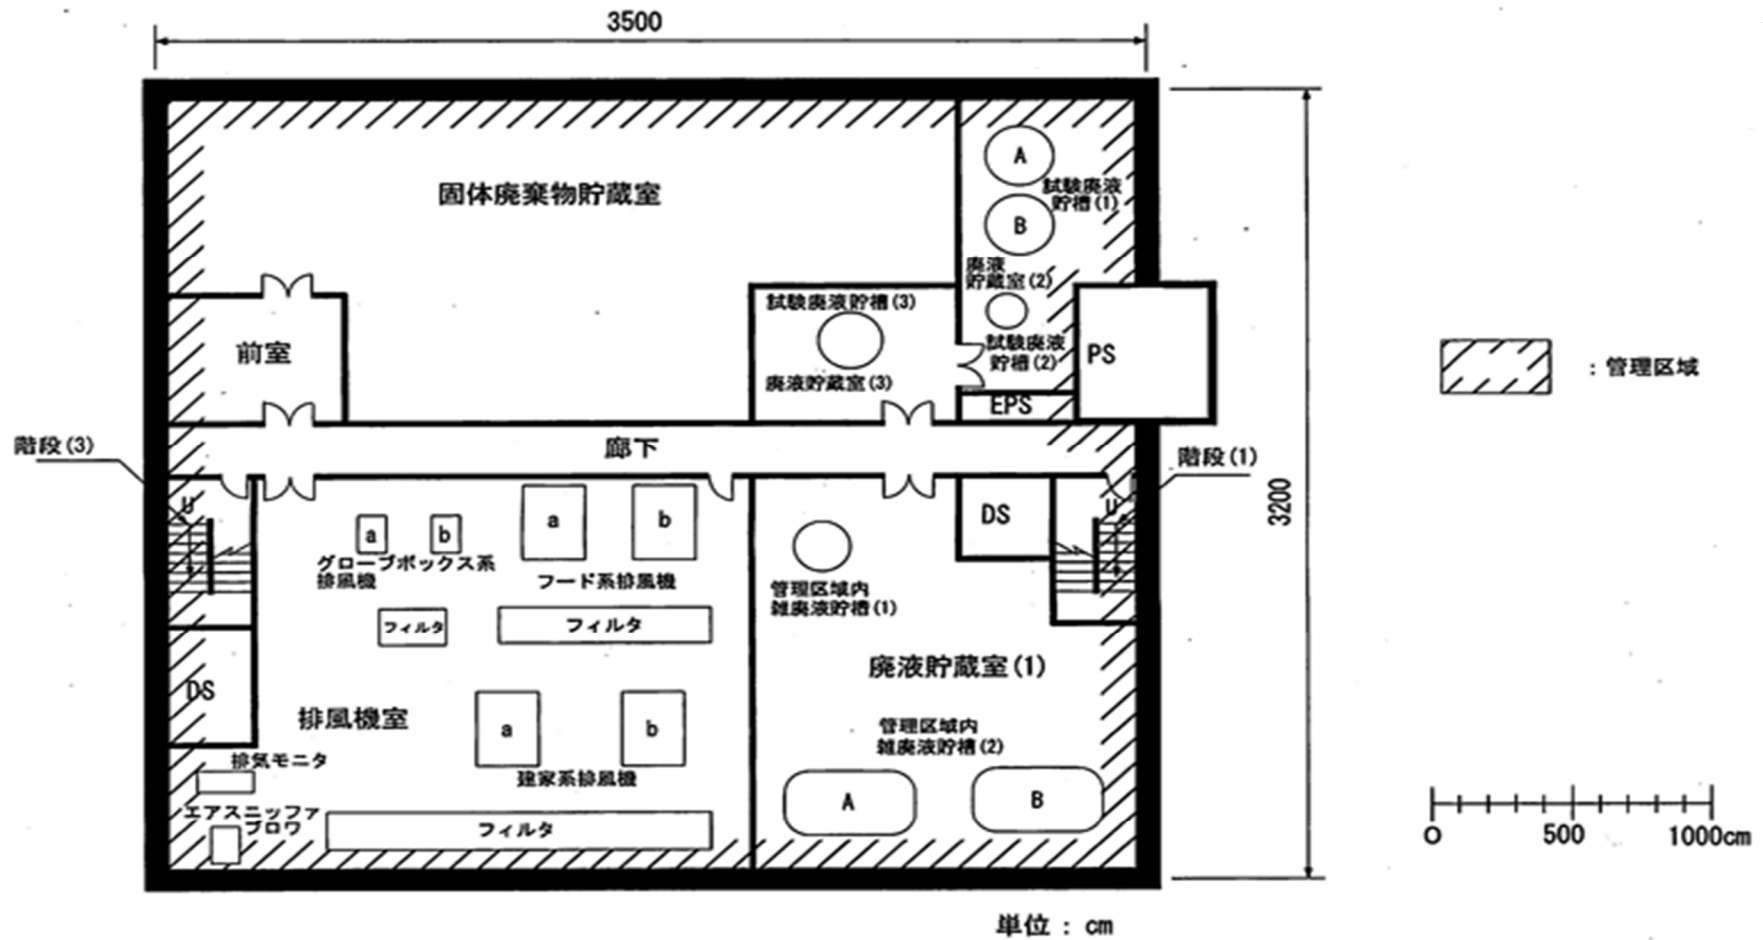 3500
固体廃棄物貯蔵室
A
試験廃液
貯槽(1)
B
廃液
貯蔵室(2)
試験廃液貯槽(3)
前室
試験廃液
貯槽(2)
PS
：管理区域
廃液貯蔵室(3)
EPS
階段(3)
廊下
階段(1)
3200
U
a
b
a
b
DS
U
グローブボックス系
排風機
フード系排風機
管理区域内
雑廃液貯槽(1)
フィルタ
フィルタ
廃液貯蔵室(1)
DS
排風機室
a
b
管理区域内
雑廃液貯槽(2)
排気モニタ
建家系排風機
A
B
エアスニッファ
ブロワ
フィルタ
0
500
1000cm
単位：cm